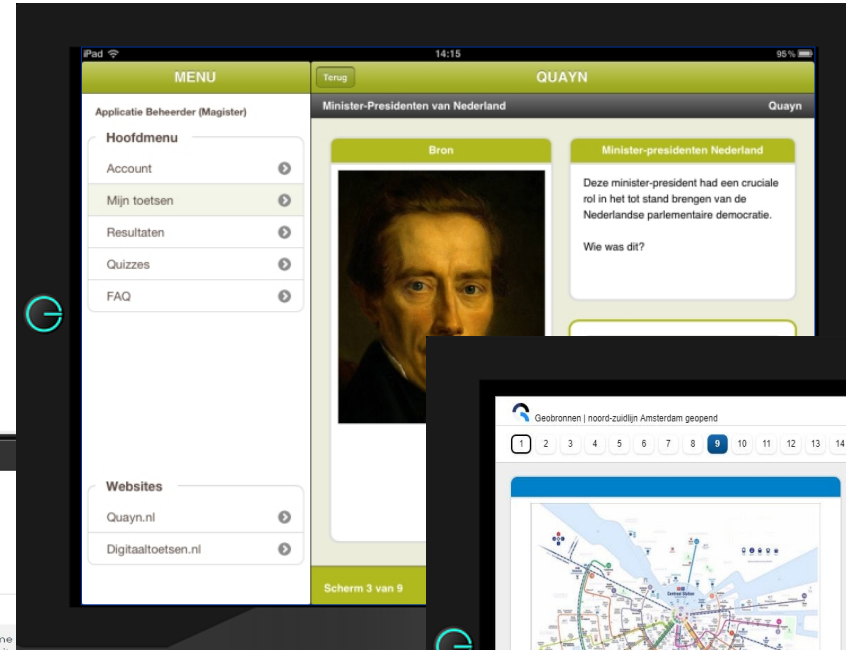 iPad 14:15 95%
MENU
Terug
QUAYN
Applicatie Beheerder (Magister)
Minister-Presidenten van Nederland Quayn
Hoofdmenu
Account
Mijn toetsen
Resultaten
Quizzes
FAQ
Websites
Quayn.nl
Digitaaltoetsen.nl
Bron
Minister-presidenten Nederland
Deze minister-president had een cruciale
rol in het tot stand brengen van de
Nederlandse parlementaire democratie.
Wie was dit?
Scherm 3 van 9
Geobronnen | noord-zuidlijn Amsterdam geopend
1 2 3 4 5 6 7 8 9 10 11 12 13 14